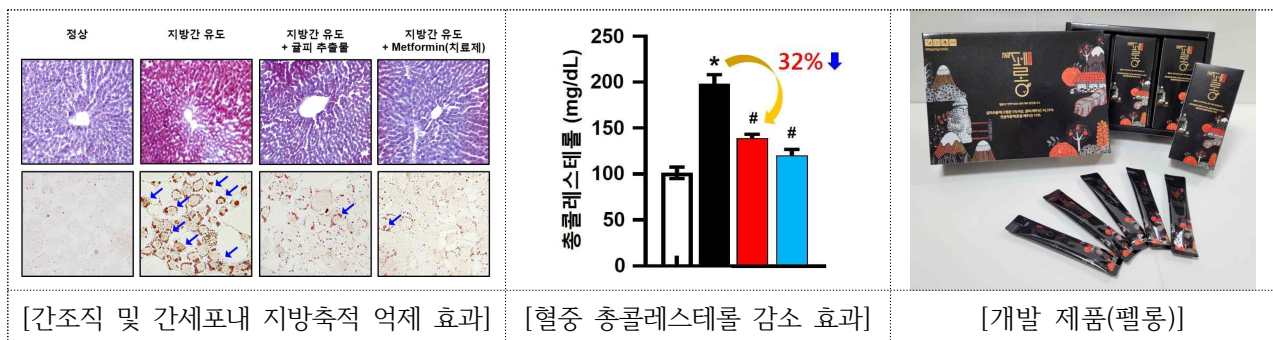 정상
지방간 유도
지방간 유도
+ 귤피 추출물
지방간 유도
+ Metformin(치료제)
총콜레스테롤 (mg/dL)
250
200
150
100
50
0
*
32%
#
#
펠롱
[간조직 및 간세포내 지방축적 억제 효과]
[혈중 총콜레스테롤 감소 효과]
[개발 제품(펠롱)]